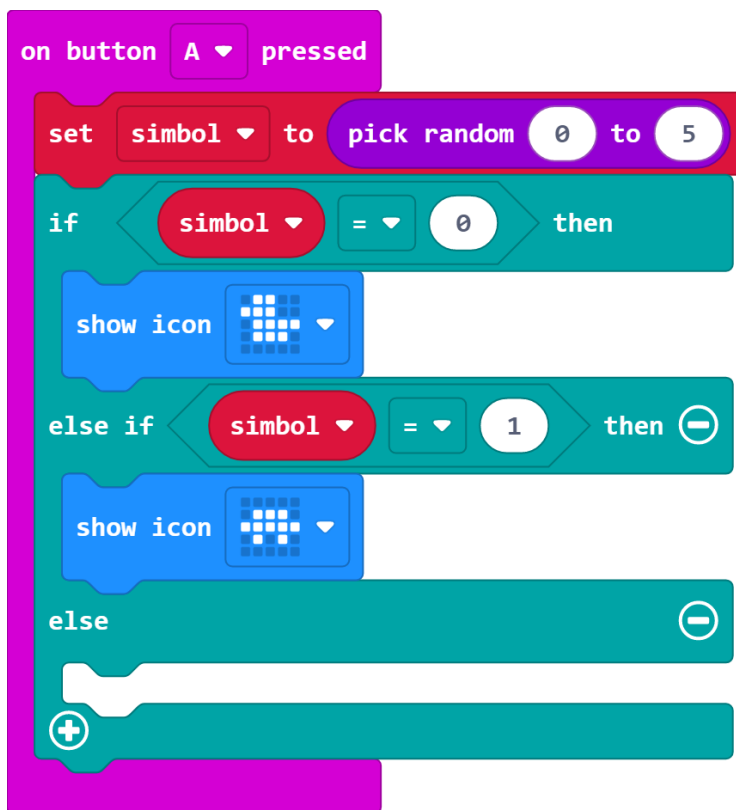 on button A pressed
set simbol to pick random 0 to 5
if simbol = 0 then
show icon
else if simbol = 1 then
show icon
else